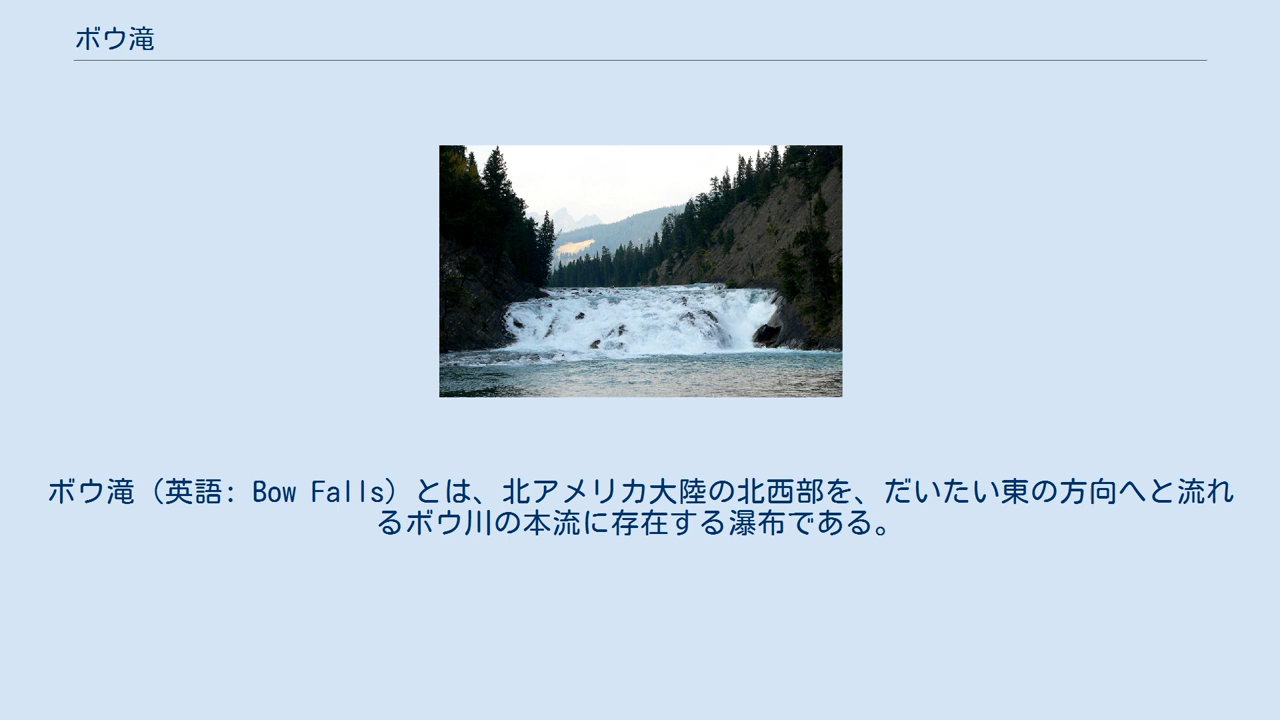 ボウ滝
ボウ滝（英語: Bow Falls）とは、北アメリカ大陸の北西部を、だいたい東の方向へと流れ
るボウ川の本流に存在する瀑布である。